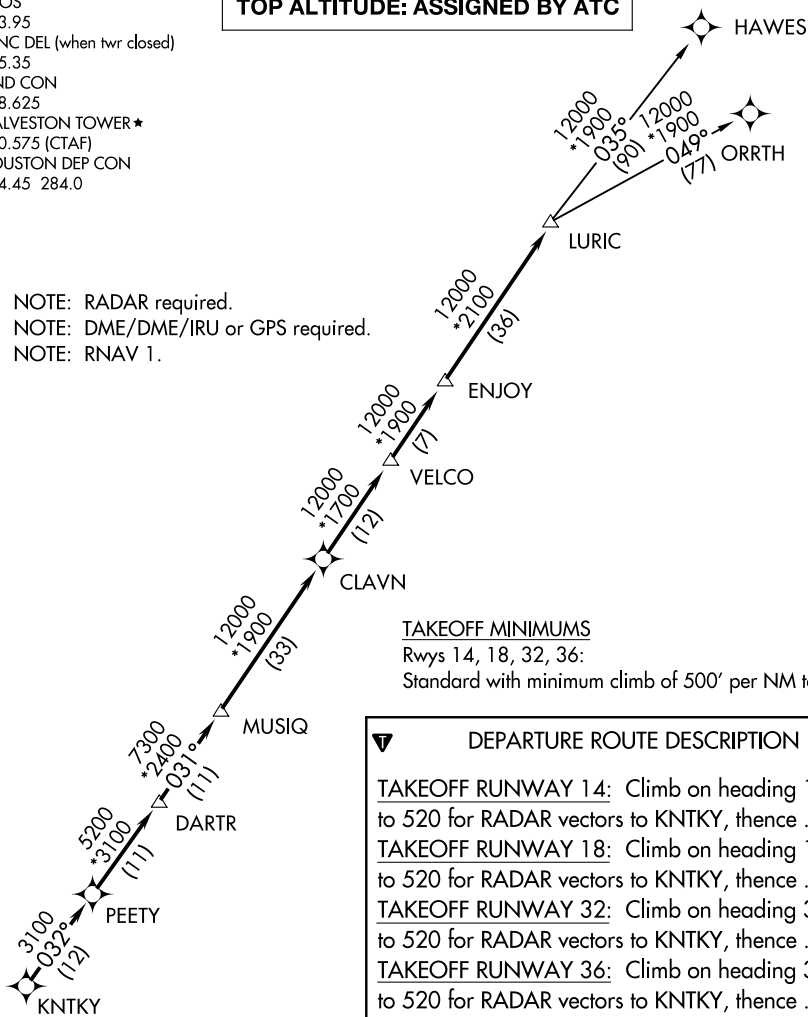 TOP ALTITUDE: ASSIGNED BY ATC
3.95
NC DEL (when twr closed)
5.35
ND CON
8.625
ALVESTON TOWER★
0.575 (CTAF)
OUSTON DEP CON
4.45 284.0
HAWES
12000
*1900
035°
(90)
12000
*1900
049°
(77)
ORRTH
LURIC
NOTE: RADAR required.
NOTE: DME/DME/IRU or GPS required.
NOTE: RNAV 1.
12000
*2100
(36)
ENJOY
12000
*1900
(7)
VELCO
12000
*1700
(12)
CLAVN
12000
*1900
(33)
MUSIQ
7300
*2400
031°
(11)
DARTR
5200
*3100
(11)
PEETY
3100
032°
(12)
KNTKY
TAKEOFF MINIMUMS
Rwys 14, 18, 32, 36:
Standard with minimum climb of 500' per NM t
T DEPARTURE ROUTE DESCRIPTION
TAKEOFF RUNWAY 14: Climb on heading 1
to 520 for RADAR vectors to KNTKY, thence .
TAKEOFF RUNWAY 18: Climb on heading 1
to 520 for RADAR vectors to KNTKY, thence .
TAKEOFF RUNWAY 32: Climb on heading 3
to 520 for RADAR vectors to KNTKY, thence .
TAKEOFF RUNWAY 36: Climb on heading 3
to 520 for RADAR vectors to KNTKY, thence .